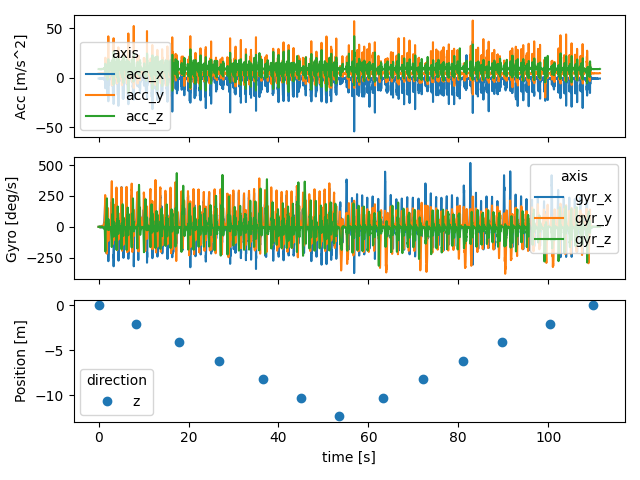 Acc [m/s^2]
50
0
−50
axis
acc_x
acc_y
acc_z
Gyro [deg/s]
500
250
0
−250
axis
gyr_x
gyr_y
gyr_z
Position [m]
0
−5
−10
direction
z
0 20 40 60 80 100
time [s]